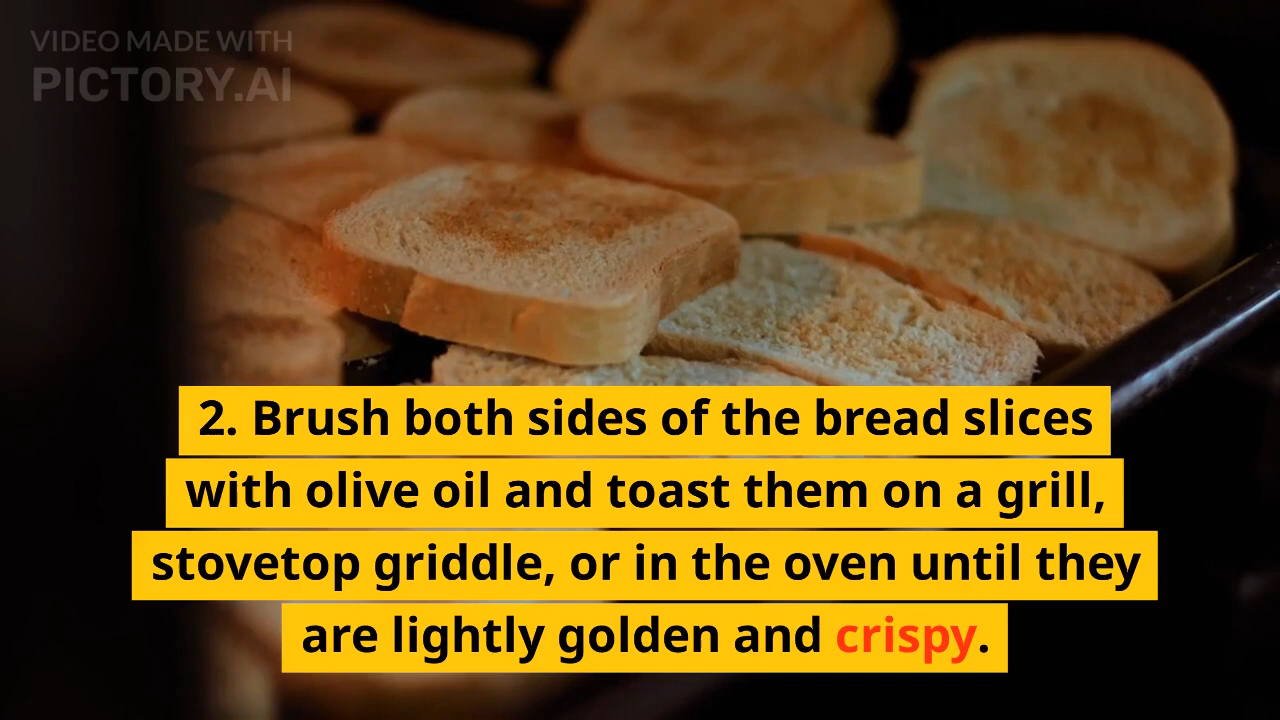 VIDEO MADE WITH
PICTORY.AI
2. Brush both sides of the bread slices
with olive oil and toast them on a grill,
stovetop griddle, or in the oven until they
are lightly golden and crispy.